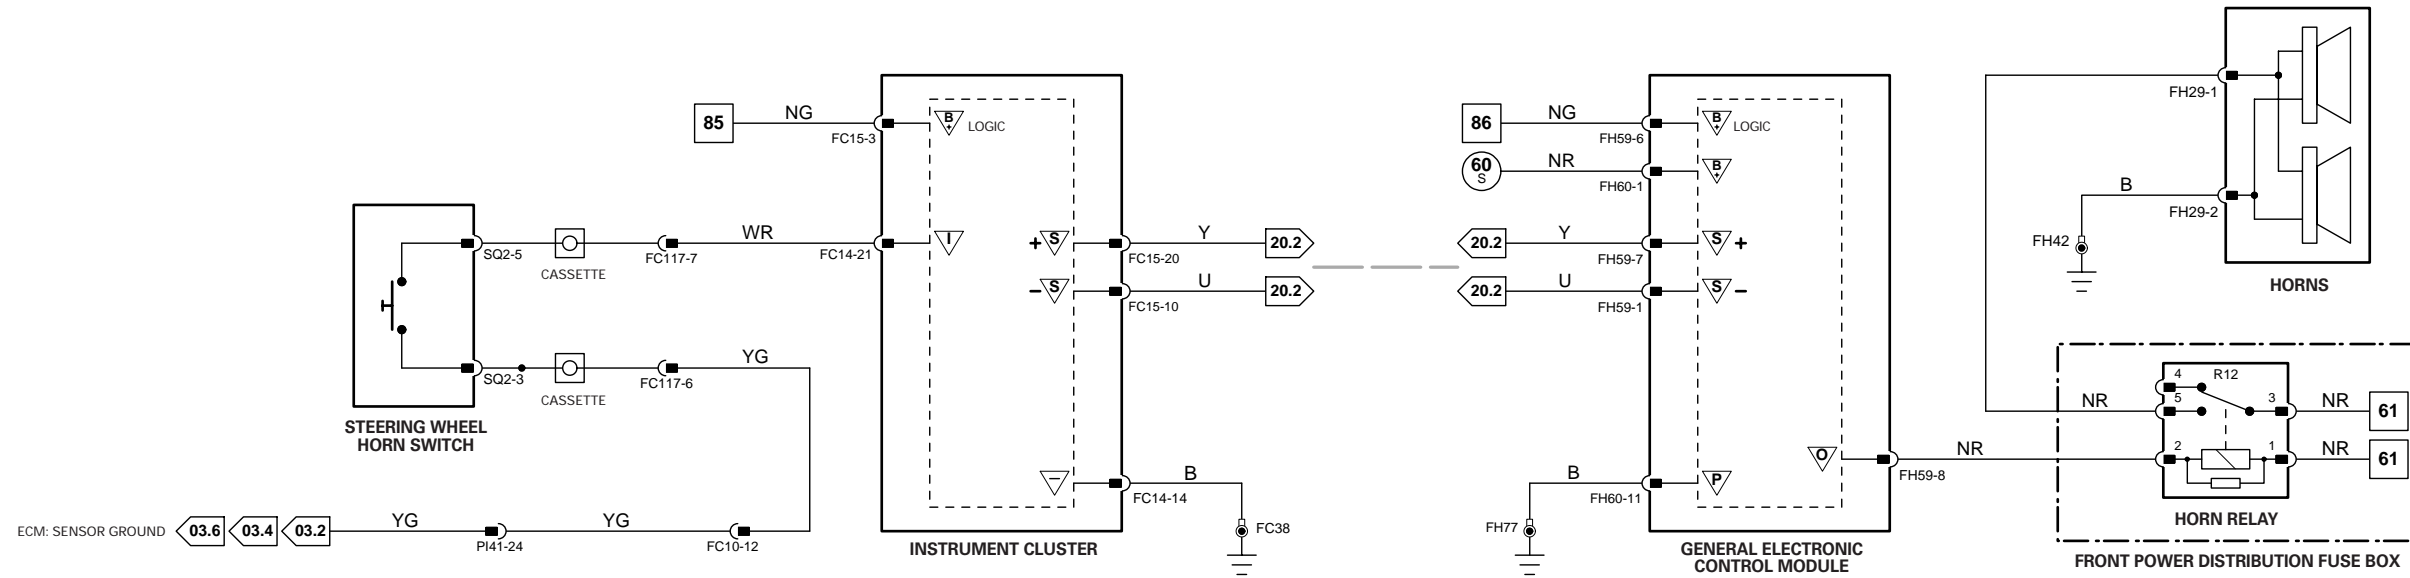 85
NG
FC15-3
B
+
LOGIC
SQ2-5
CASSETTE
FC117-7
WR
FC14-21
I
SQ2-3
CASSETTE
FC117-6
YG
STEERING WHEEL
HORN SWITCH
ECM: SENSOR GROUND
03.6
03.4
03.2
YG
PI41-24
YG
FC10-12
+
S
FC15-20
Y
20.2
–
S
FC15-10
U
20.2
–
FC14-14
B
FC38
INSTRUMENT CLUSTER
86
NG
FH59-6
B
+
LOGIC
60
S
NR
FH60-1
B
+
20.2
Y
FH59-7
S
+
20.2
U
FH59-1
S
–
B
FH60-11
P
FH77
O
FH59-8
NR
GENERAL ELECTRONIC
CONTROL MODULE
FH29-1
B
FH29-2
FH42
HORNS
4
R12
NR
5
3
NR
61
2
1
NR
61
HORN RELAY
FRONT POWER DISTRIBUTION FUSE BOX